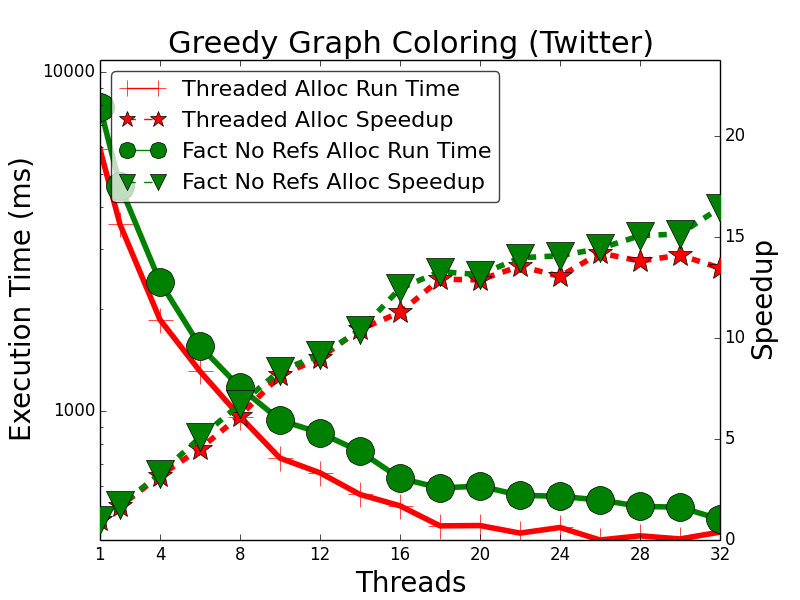 Greedy Graph Coloring (Twitter)
Threaded Alloc Run Time
Threaded Alloc Speedup
Fact No Refs Alloc Run Time
Fact No Refs Alloc Speedup
Execution Time (ms)
10000
1000
Speedup
20
15
10
5
0
1 4 8 12 16 20 24 28 32
Threads